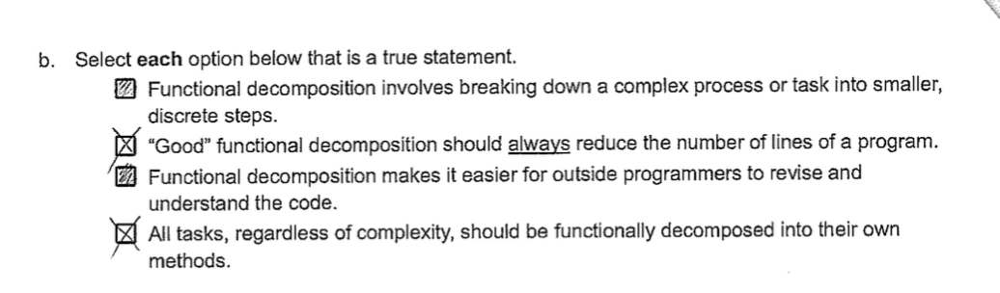 b. Select each option below that is a true statement.
Functional decomposition involves breaking down a complex process or task into smaller,
discrete steps.
“Good” functional decomposition should always reduce the number of lines of a program.
Functional decomposition makes it easier for outside programmers to revise and
understand the code.
All tasks, regardless of complexity, should be functionally decomposed into their own
methods.